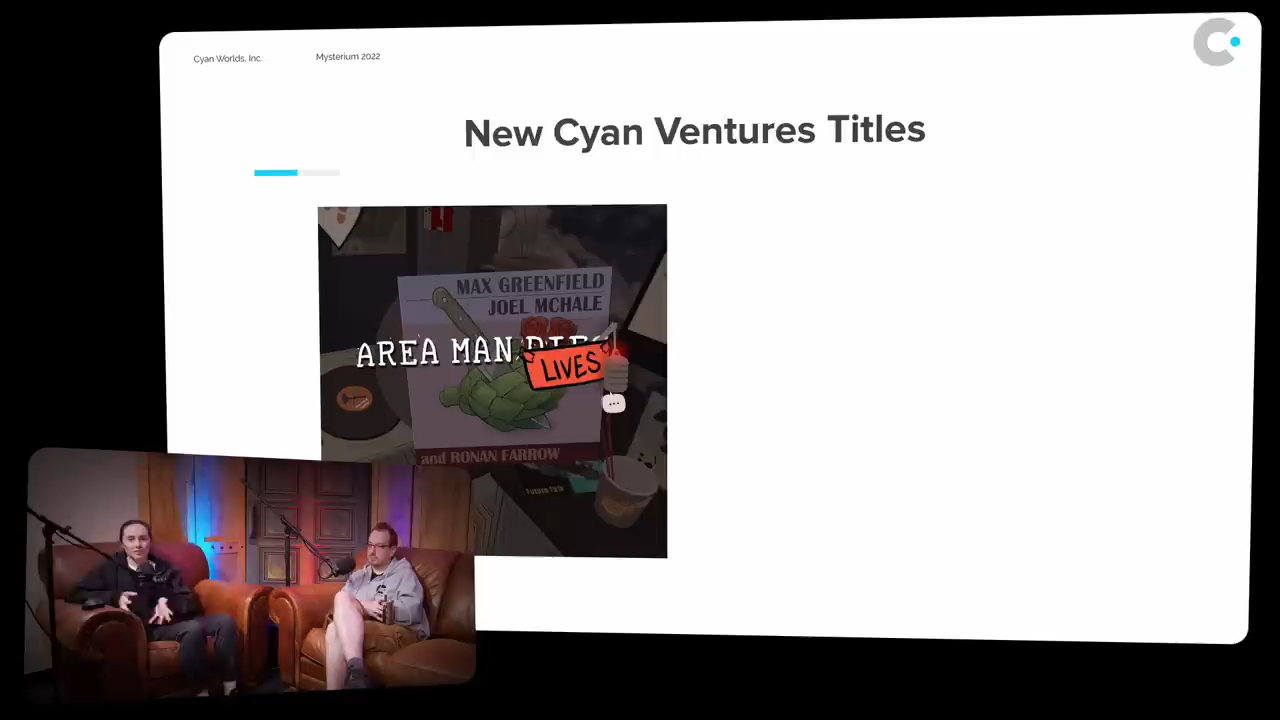 Cyan Worlds, Inc.
Mysterium 2022
New Cyan Ventures Titles
MAX GREENFIELD
JOEL MCHALE
AREA MAN DIES
LIVES
and RONAN FARROW